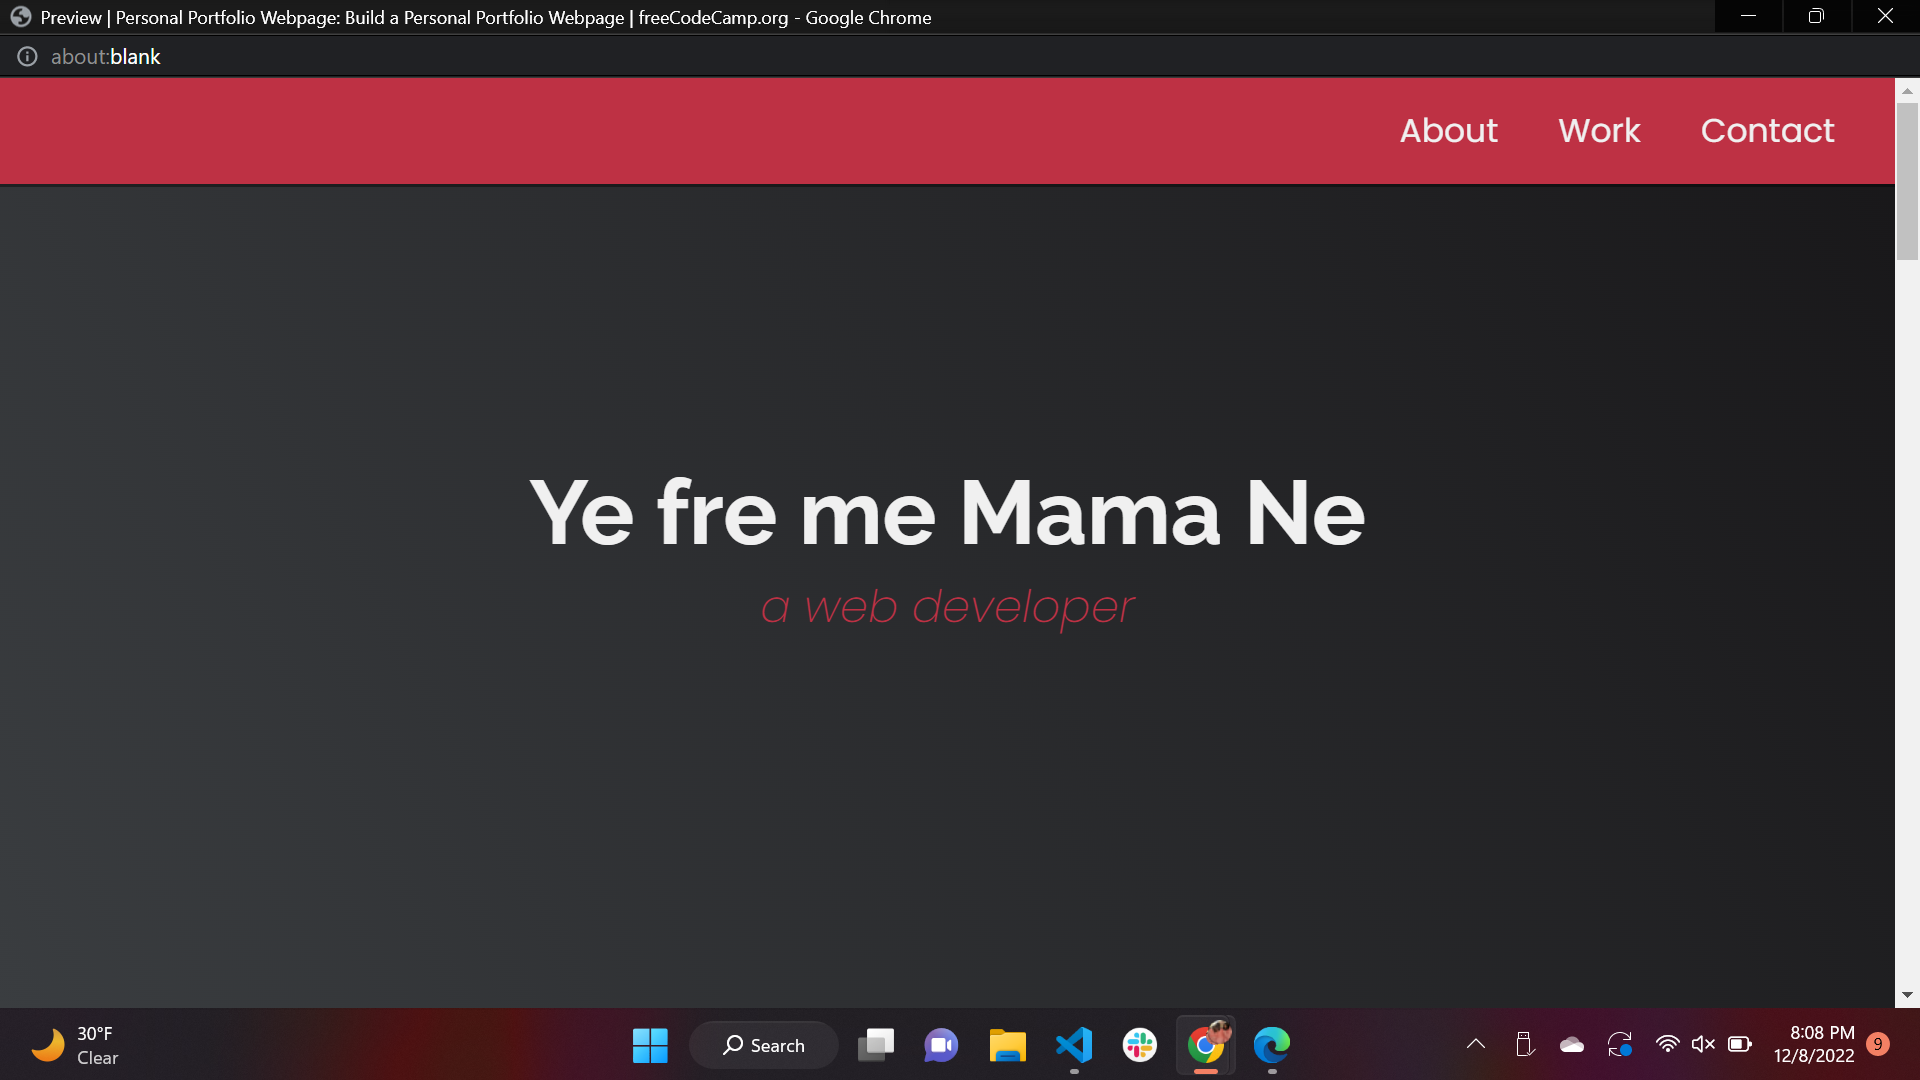 Preview | Personal Portfolio Webpage: Build a Personal Portfolio Webpage | freeCodeCamp.org - Google Chrome
about:blank
About Work Contact
Ye fre me Mama Ne
a web developer
30°F
Clear
Search
8:08 PM
12/8/2022
9